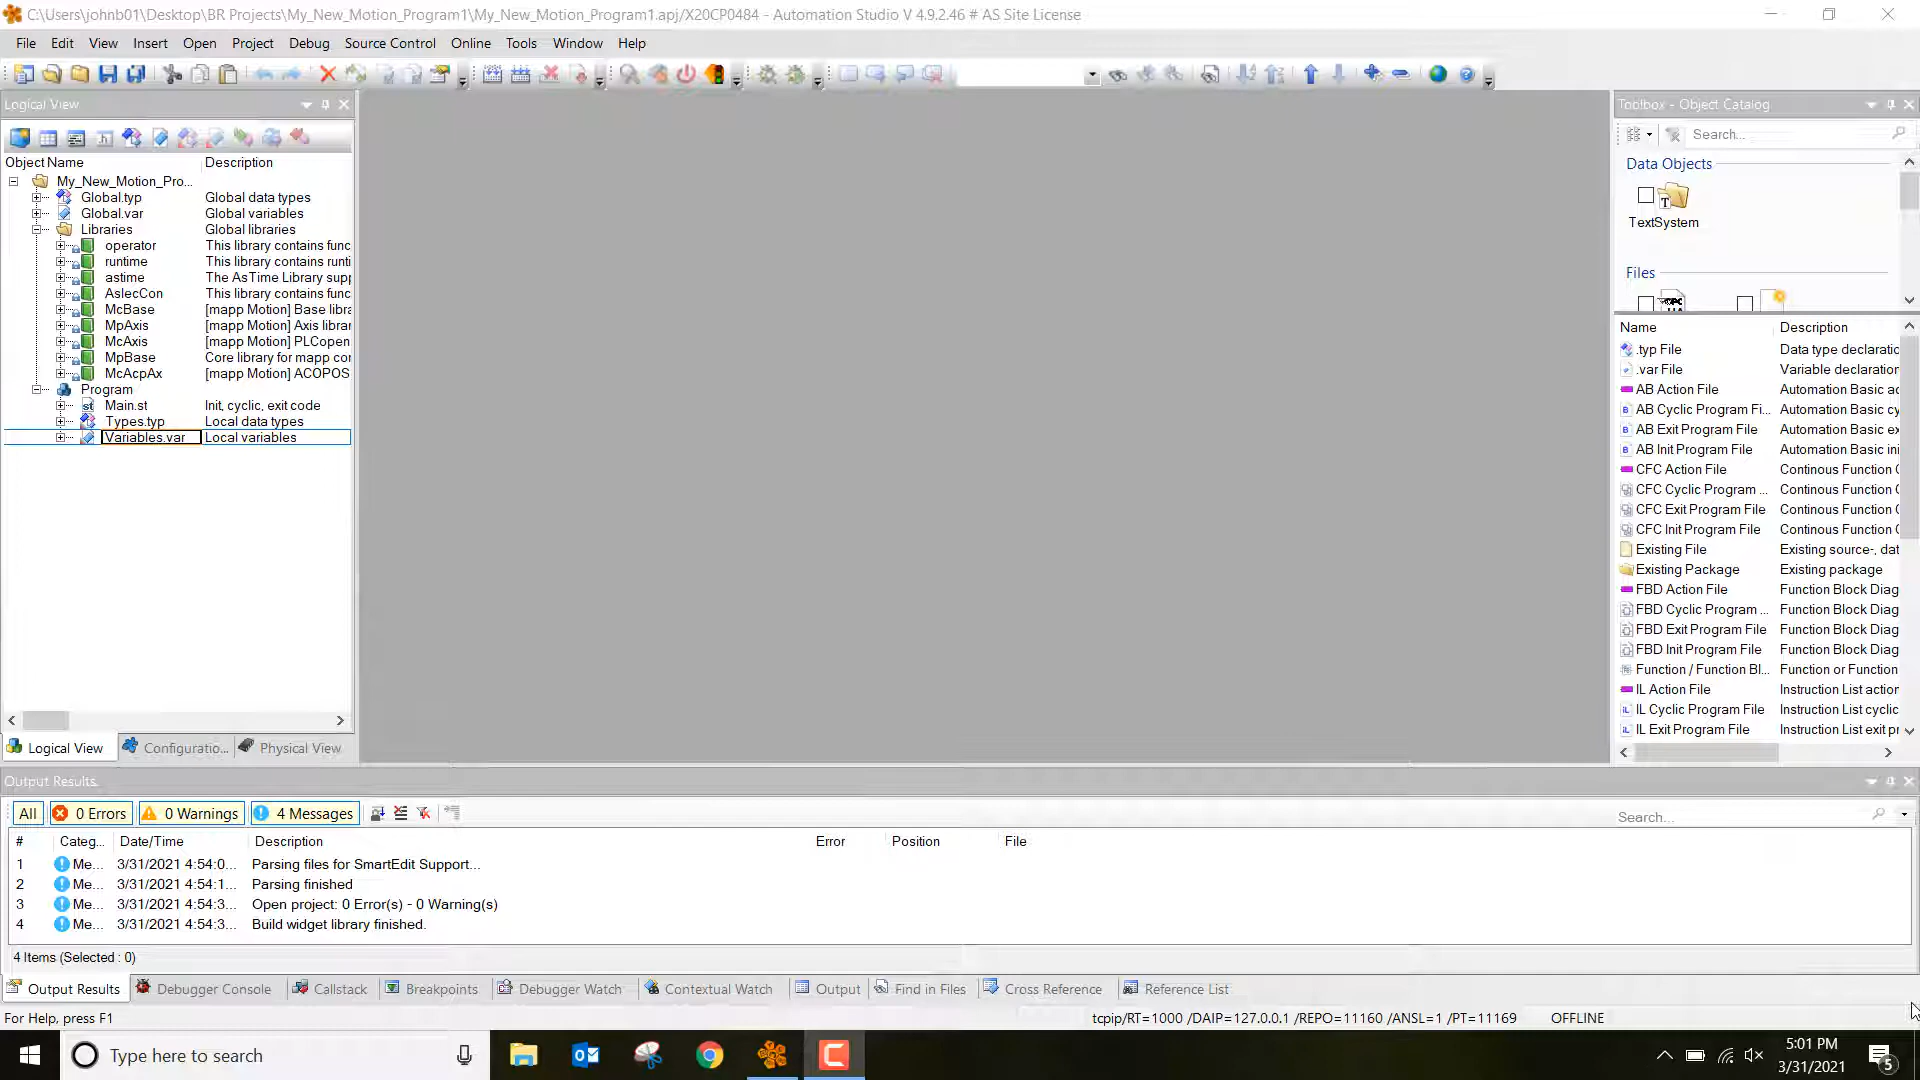 C:\Users\johnb01\Desktop\BR Projects\My_New_Motion_Program1\My_New_Motion_Program1.apj/X20CP0484 - Automation Studio V 4.9.2.46 # AS Site License
File Edit View Insert Open Project Debug Source Control Online Tools Window Help
Logical View
Object Name Description
My_New_Motion_Pro...
Global.typ Global data types
Global.var Global variables
Libraries Global libraries
operator This library contains func
runtime This library contains runti
astime The AsTime Library supp
AsIecCon This library contains func
McBase [mapp Motion] Base libra
MpAxis [mapp Motion] Axis librar
McAxis [mapp Motion] PLCopen
MpBase Core library for mapp cor
McAcpAx [mapp Motion] ACOPOS
Program
Main.st Init, cyclic, exit code
Types.typ Local data types
Variables.var Local variables
Logical View Configuratio... Physical View
Toolbox - Object Catalog
Search...
Data Objects
TextSystem
Files
Name Description
.typ File Data type declaratic
.var File Variable declaration
AB Action File Automation Basic ac
AB Cyclic Program Fi... Automation Basic cy
AB Exit Program File Automation Basic ex
AB Init Program File Automation Basic ini
CFC Action File Continous Function C
CFC Cyclic Program ... Continous Function C
CFC Exit Program File Continous Function C
CFC Init Program File Continous Function C
Existing File Existing source-, dat
Existing Package Existing package
FBD Action File Function Block Diag
FBD Cyclic Program ... Function Block Diag
FBD Exit Program File Function Block Diag
FBD Init Program File Function Block Diag
Function / Function Bl... Function or Function
IL Action File Instruction List action
IL Cyclic Program File Instruction List cyclic
IL Exit Program File Instruction List exit pr
Output Results
All 0 Errors 0 Warnings 4 Messages
Search...
# Categ... Date/Time Description Error Position File
1 Me... 3/31/2021 4:54:0... Parsing files for SmartEdit Support...
2 Me... 3/31/2021 4:54:1... Parsing finished
3 Me... 3/31/2021 4:54:3... Open project: 0 Error(s) - 0 Warning(s)
4 Me... 3/31/2021 4:54:3... Build widget library finished.
4 Items (Selected : 0)
Output Results Debugger Console Callstack Breakpoints Debugger Watch Contextual Watch Output Find in Files Cross Reference Reference List
For Help, press F1 tcpip/RT=1000 /DAIP=127.0.0.1 /REPO=11160 /ANSL=1 /PT=11169 OFFLINE
Type here to search
5:01 PM
3/31/2021
5